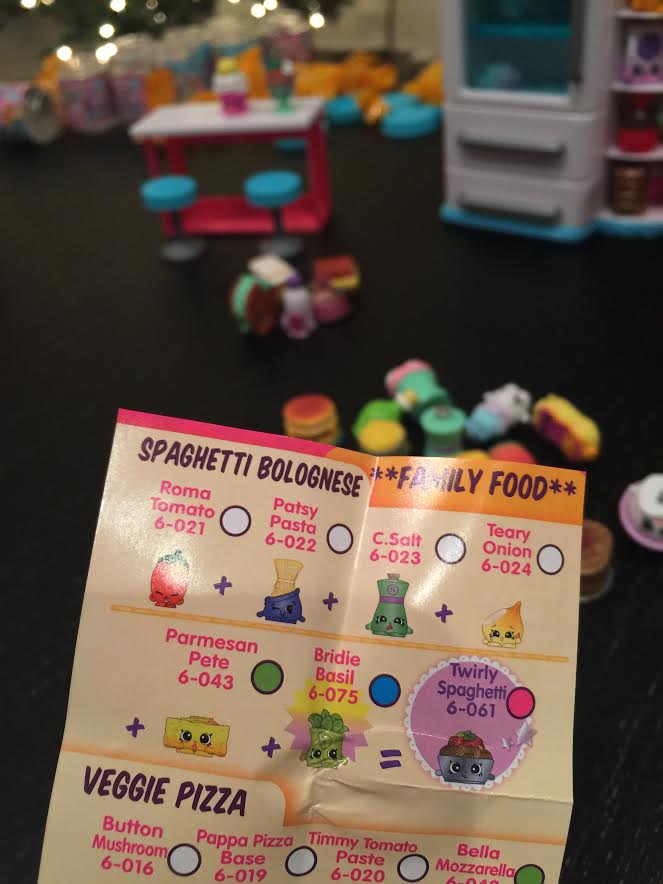 SPAGHETTI BOLOGNESE **FAMILY FOOD**
Roma
Tomato
6-021
Patsy
Pasta
6-022
C.Salt
6-023
Teary
Onion
6-024
+ + +
Parmesan
Pete
6-043
Bridie
Basil
6-075
Twirly
Spaghetti
6-061
+ + =
VEGGIE PIZZA
Button
Mushroom
6-016
Pappa Pizza
Base
6-019
Timmy Tomato
Paste
6-020
Bella
Mozzarella